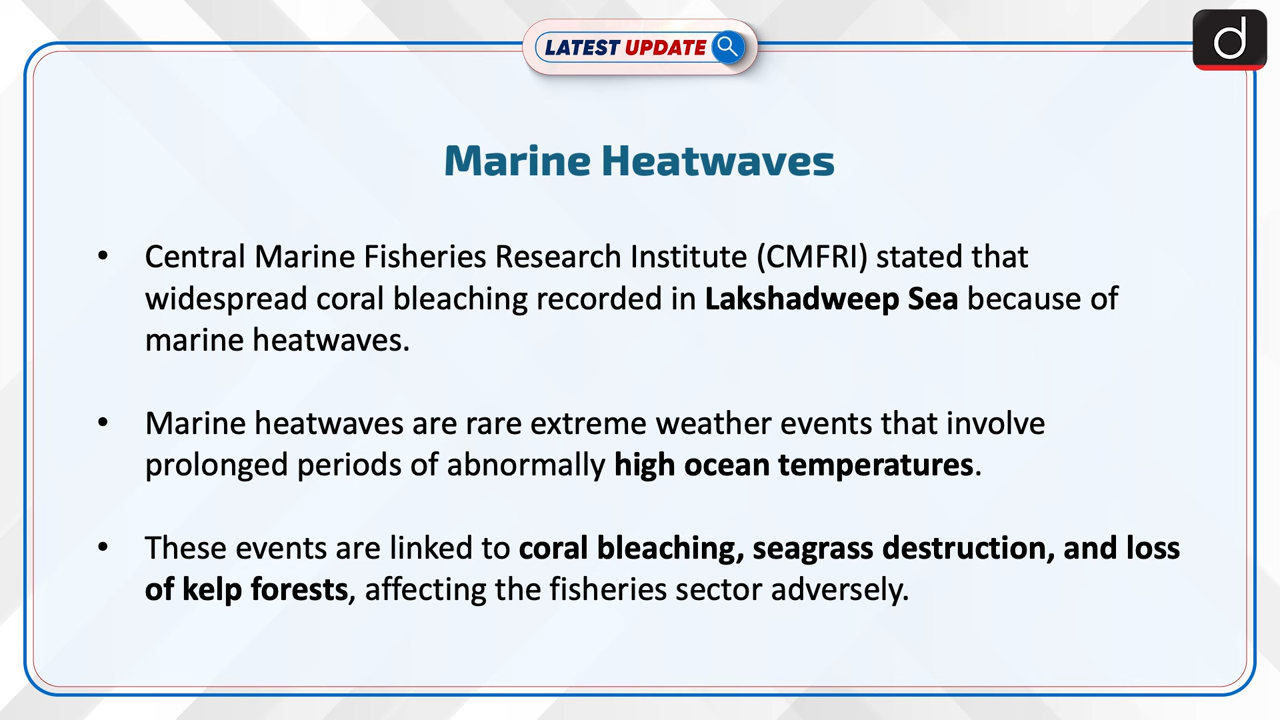 LATEST UPDATE
d
Marine Heatwaves
• Central Marine Fisheries Research Institute (CMFRI) stated that
widespread coral bleaching recorded in Lakshadweep Sea because of
marine heatwaves.
• Marine heatwaves are rare extreme weather events that involve
prolonged periods of abnormally high ocean temperatures.
• These events are linked to coral bleaching, seagrass destruction, and loss
of kelp forests, affecting the fisheries sector adversely.